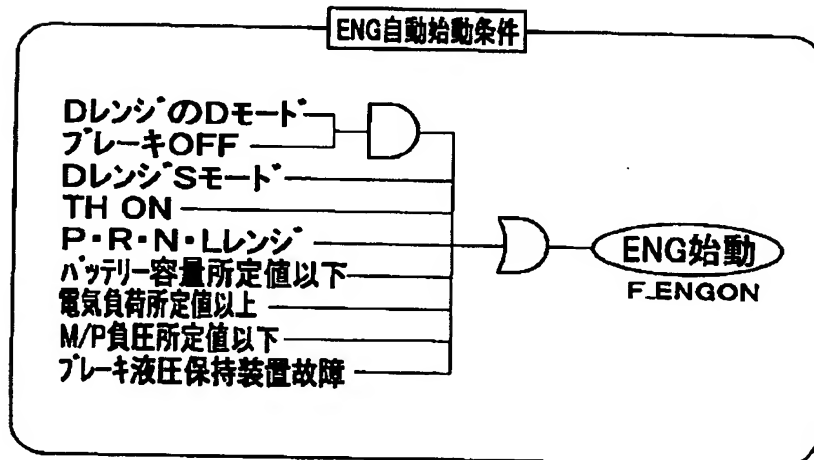 ENG自動始動条件
DレンジのDモード
ブレーキOFF
DレンジSモード
TH ON
P・R・N・Lレンジ
バッテリー容量所定値以下
電気負荷所定値以上
M/P負圧所定値以下
ブレーキ液圧保持装置故障
ENG始動
F_ENGON